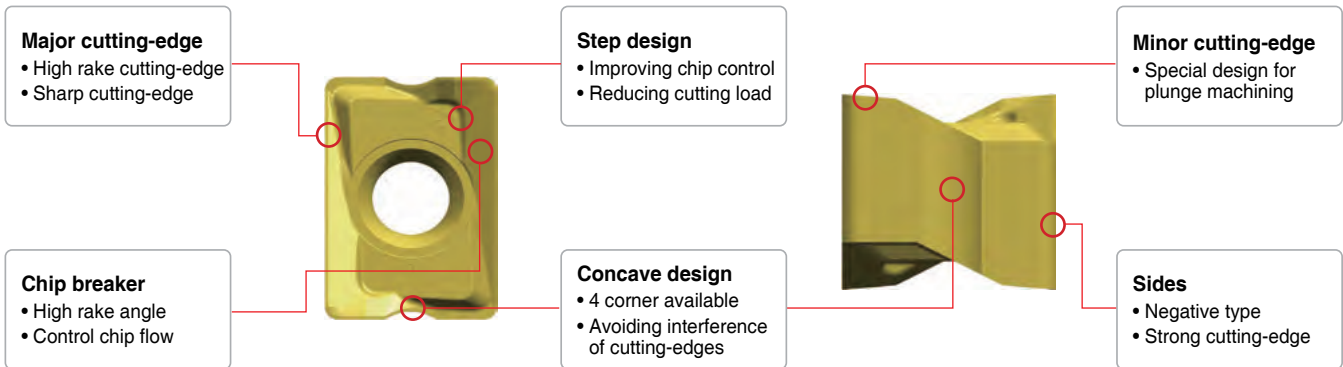 Major cutting-edge
• High rake cutting-edge
• Sharp cutting-edge
Step design
• Improving chip control
• Reducing cutting load
Minor cutting-edge
• Special design for
plunge machining
Chip breaker
• High rake angle
• Control chip flow
Concave design
• 4 corner available
• Avoiding interference
of cutting-edges
Sides
• Negative type
• Strong cutting-edge